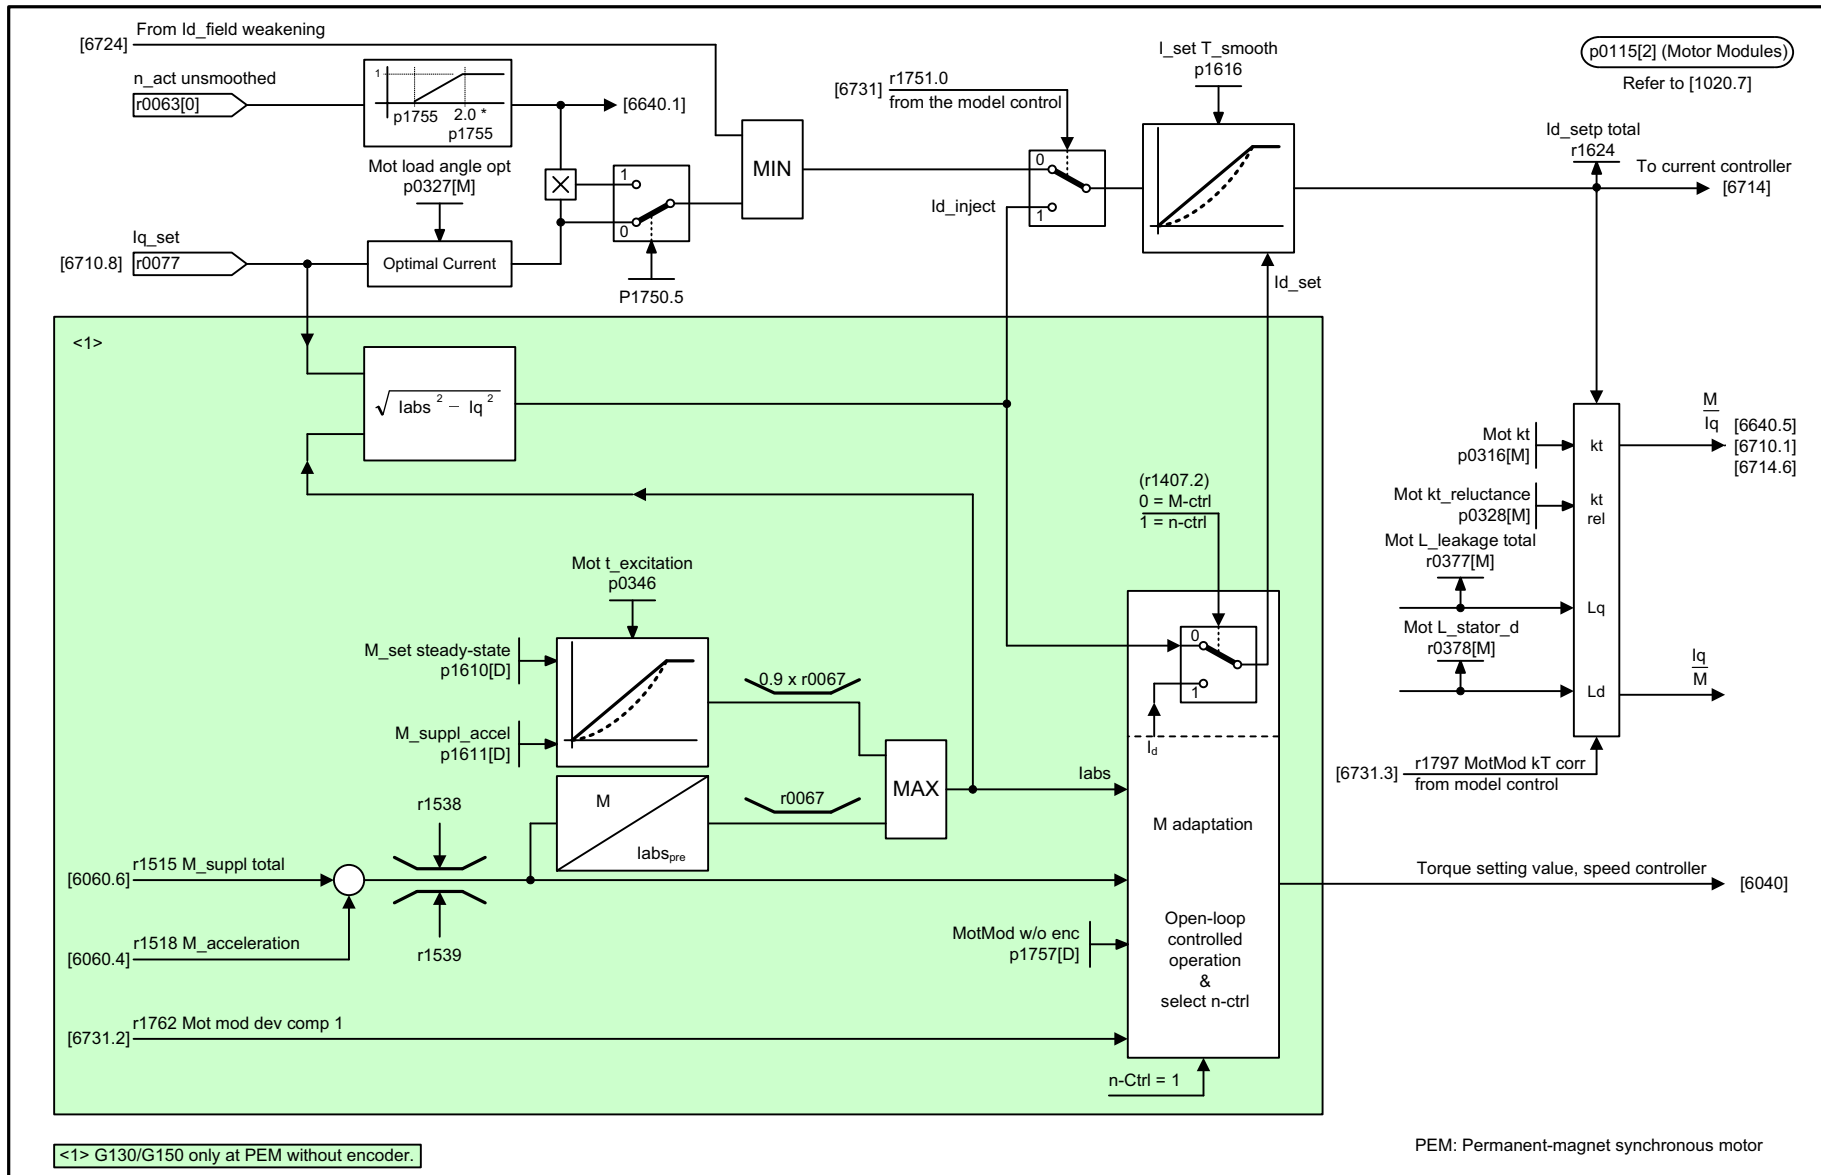 From Id_field weakening
[6724]
n_act unsmoothed
r0063[0]
1
p1755
2.0 *
p1755
[6640.1]
Mot load angle opt
p0327[M]
Iq_set
[6710.8]
r0077
Optimal Current
1
0
P1750.5
MIN
[6731]
r1751.0
from the model control
0
1
Id_inject
I_set T_smooth
p1616
Id_set
p0115[2] (Motor Modules)
Refer to [1020.7]
Id_setp total
r1624
To current controller
[6714]
<1>
√ Iabs ² – Iq ²
(r1407.2)
0 = M-ctrl
1 = n-ctrl
Mot t_excitation
p0346
M_set steady-state
p1610[D]
M_suppl_accel
p1611[D]
0.9 x r0067
M
Iabspre
r0067
MAX
Iabs
0
1
Id
M adaptation
Open-loop
controlled
operation
&
select n-ctrl
r1538
r1539
r1515 M_suppl total
[6060.6]
r1518 M_acceleration
[6060.4]
MotMod w/o enc
p1757[D]
r1762 Mot mod dev comp 1
[6731.2]
n-Ctrl = 1
Mot kt
p0316[M]
kt
M
Iq
[6640.5]
[6710.1]
[6714.6]
Mot kt_reluctance
p0328[M]
kt
rel
Mot L_leakage total
r0377[M]
Lq
Mot L_stator_d
r0378[M]
Ld
Iq
M
[6731.3]
r1797 MotMod kT corr
from model control
Torque setting value, speed controller
[6040]
<1> G130/G150 only at PEM without encoder.
PEM: Permanent-magnet synchronous motor